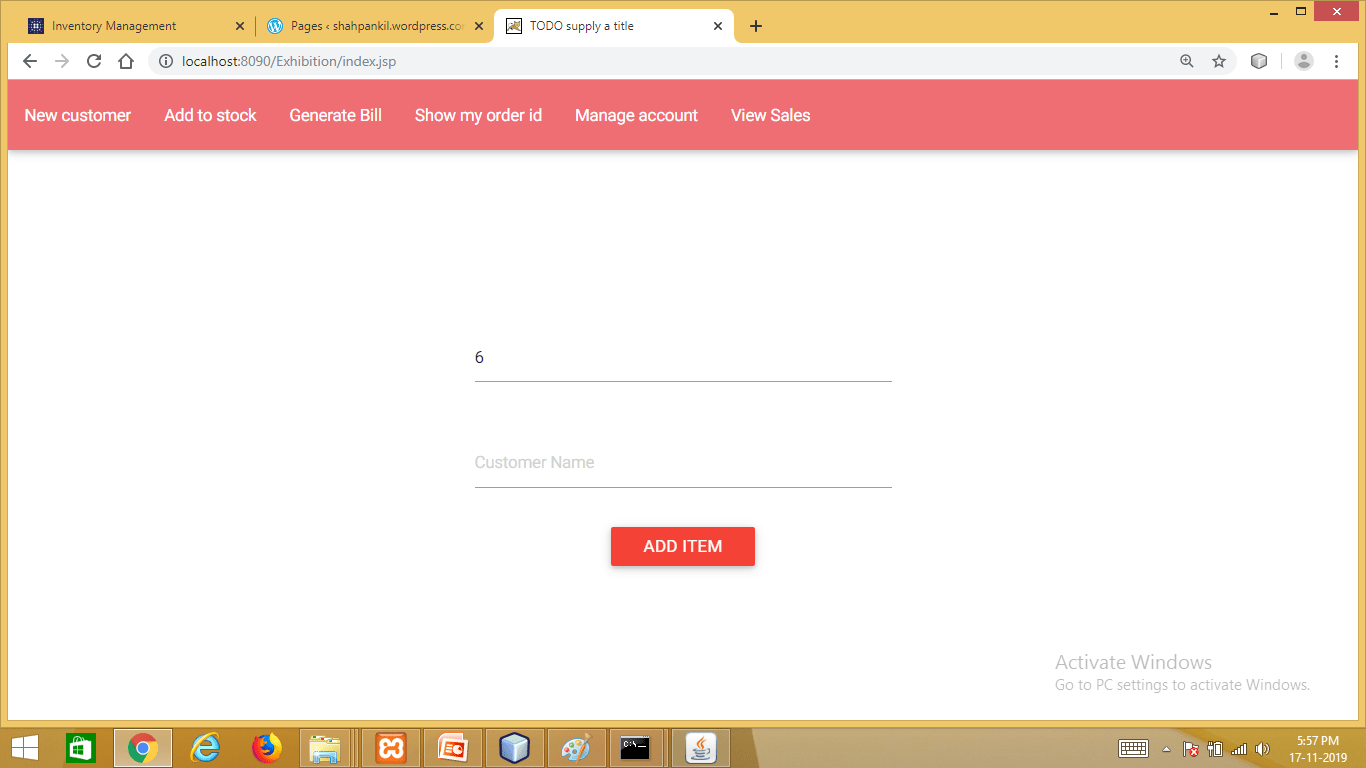 Inventory Management
Pages ‹ shahpankil.wordpress.co
TODO supply a title
localhost:8090/Exhibition/index.jsp
New customer Add to stock Generate Bill Show my order id Manage account View Sales
6
Customer Name
ADD ITEM
Activate Windows
Go to PC settings to activate Windows.
5:57 PM
17-11-2019